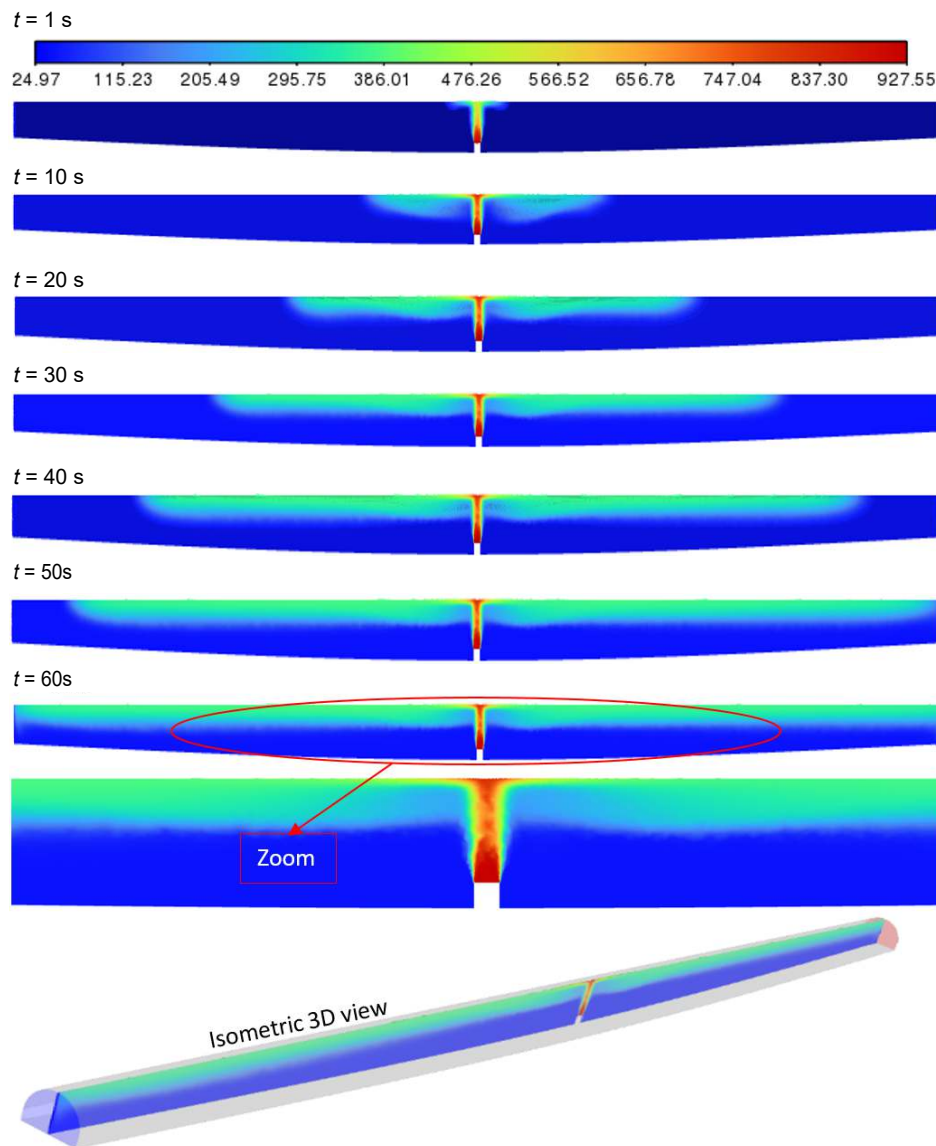 t = 1 s
24.97 115.23 205.49 295.75 386.01 476.26 566.52 656.78 747.04 837.30 927.55
t = 10 s
t = 20 s
t = 30 s
t = 40 s
t = 50s
t = 60s
Zoom
Isometric 3D view